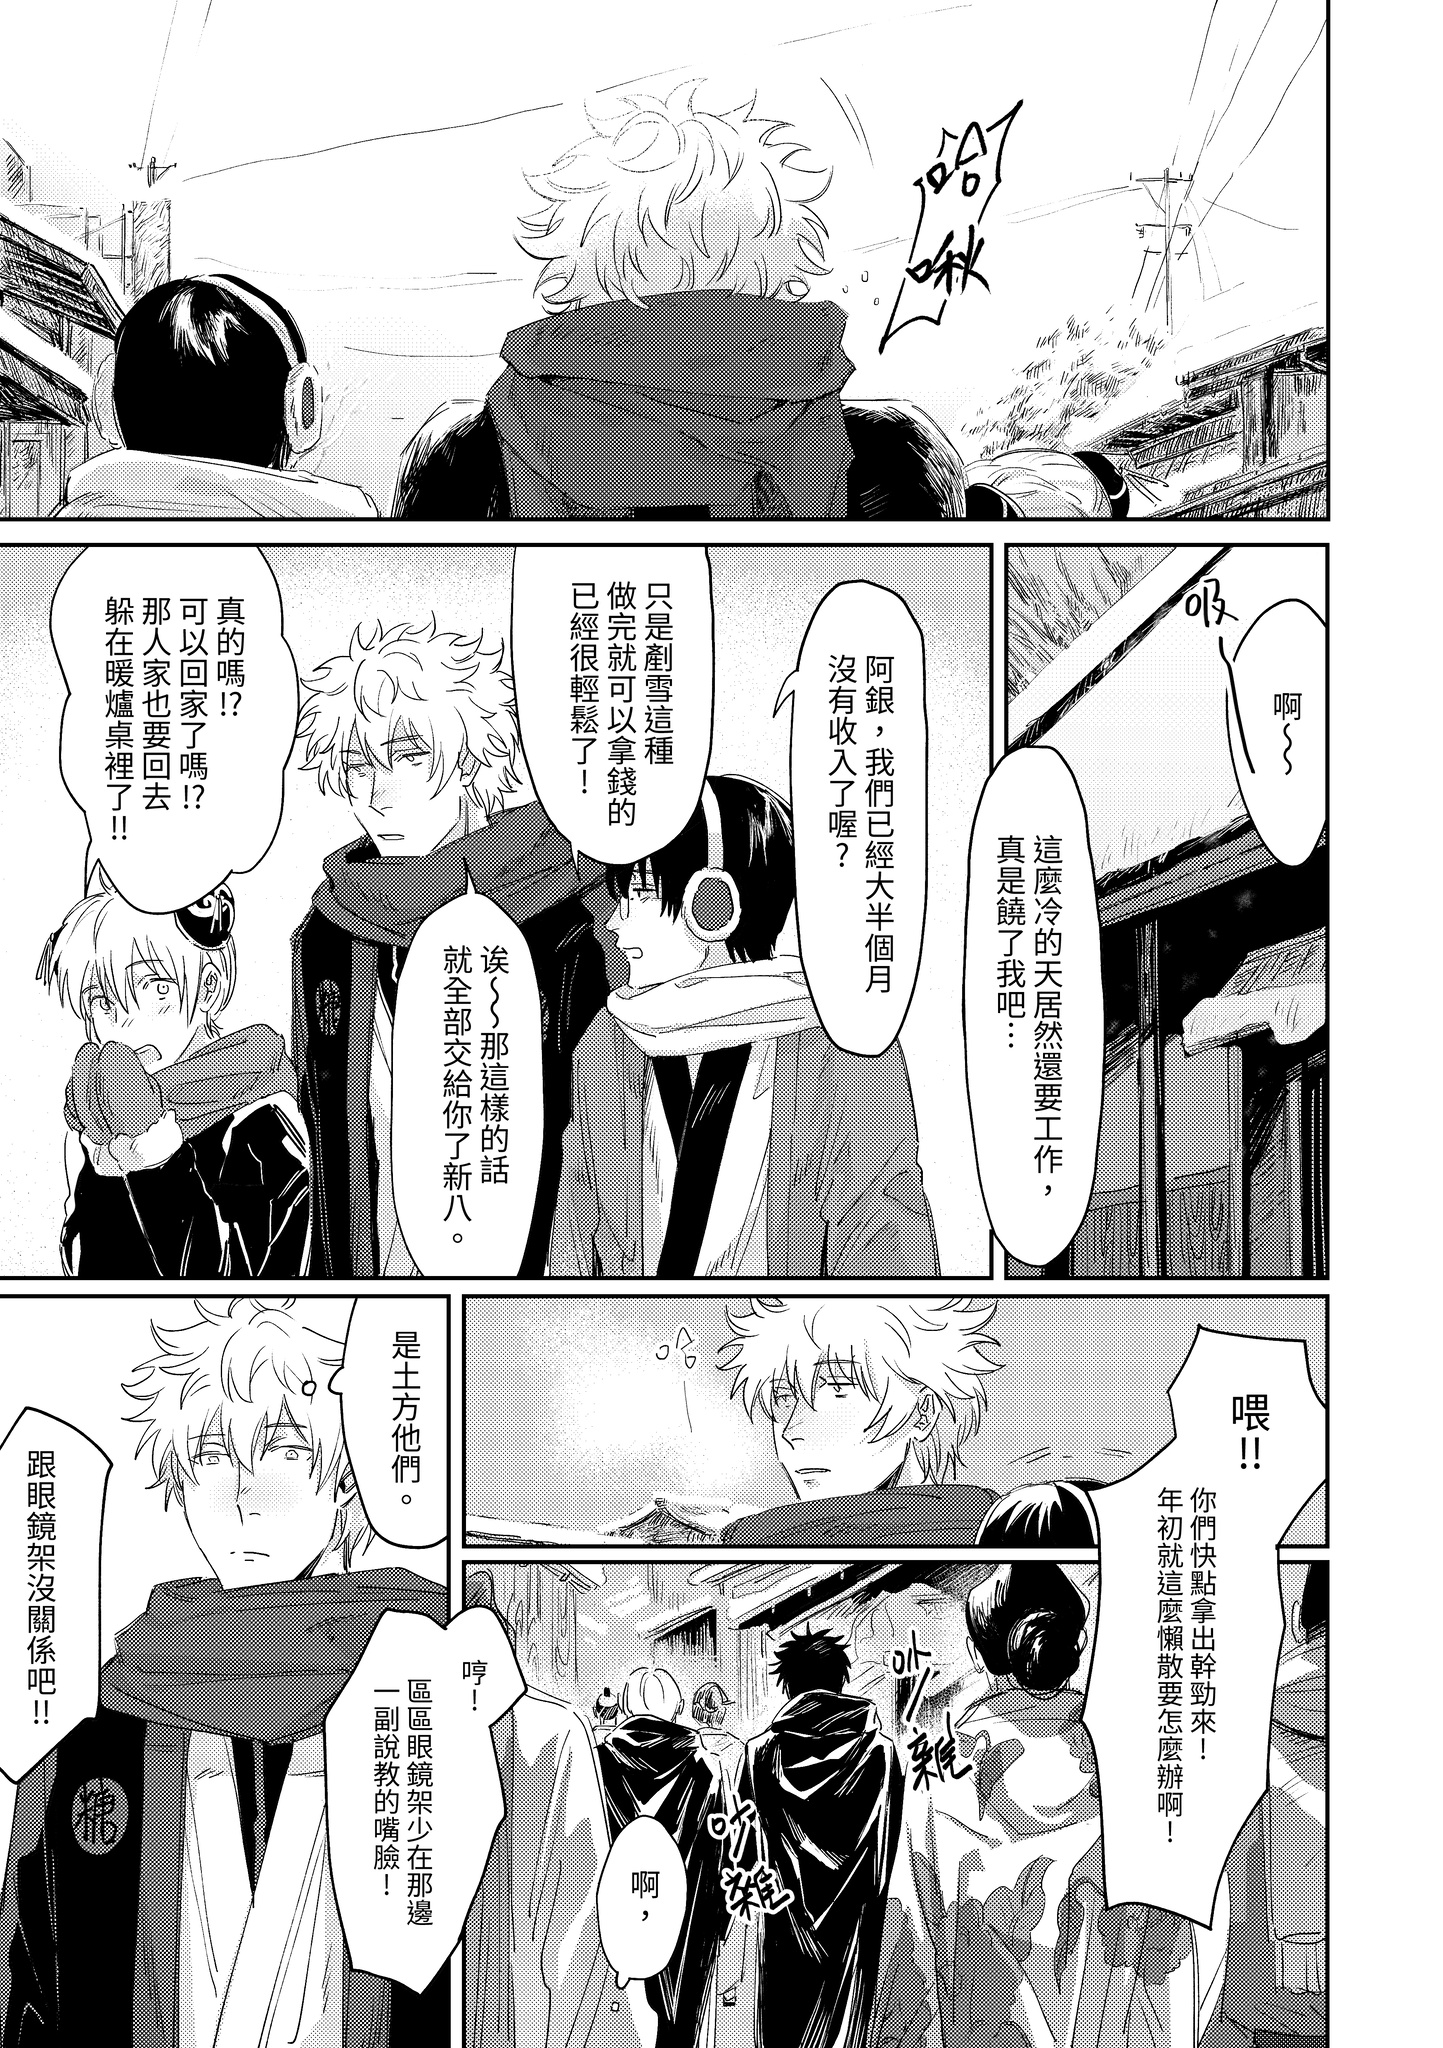 哈
啾
吸
啊～
這麼冷的天居然還要工作，
真是饒了我吧…
阿銀，我們已經大半個月
沒有收入了喔?
只是剷雪這種
做完就可以拿錢的
已經很輕鬆了！
诶～那這樣的話
就全部交給你了新八。
真的嗎!?
可以回家了嗎!?
那人家也要回去
躲在暖爐桌裡了!!
喂!!
你們快點拿出幹勁來！
年初就這麼懶散要怎麼辦啊！
吵
雜
吵
雜
啊，
是土方他們。
哼！
區區眼鏡架少在那邊
一副說教的嘴臉！
跟眼鏡架沒關係吧!!